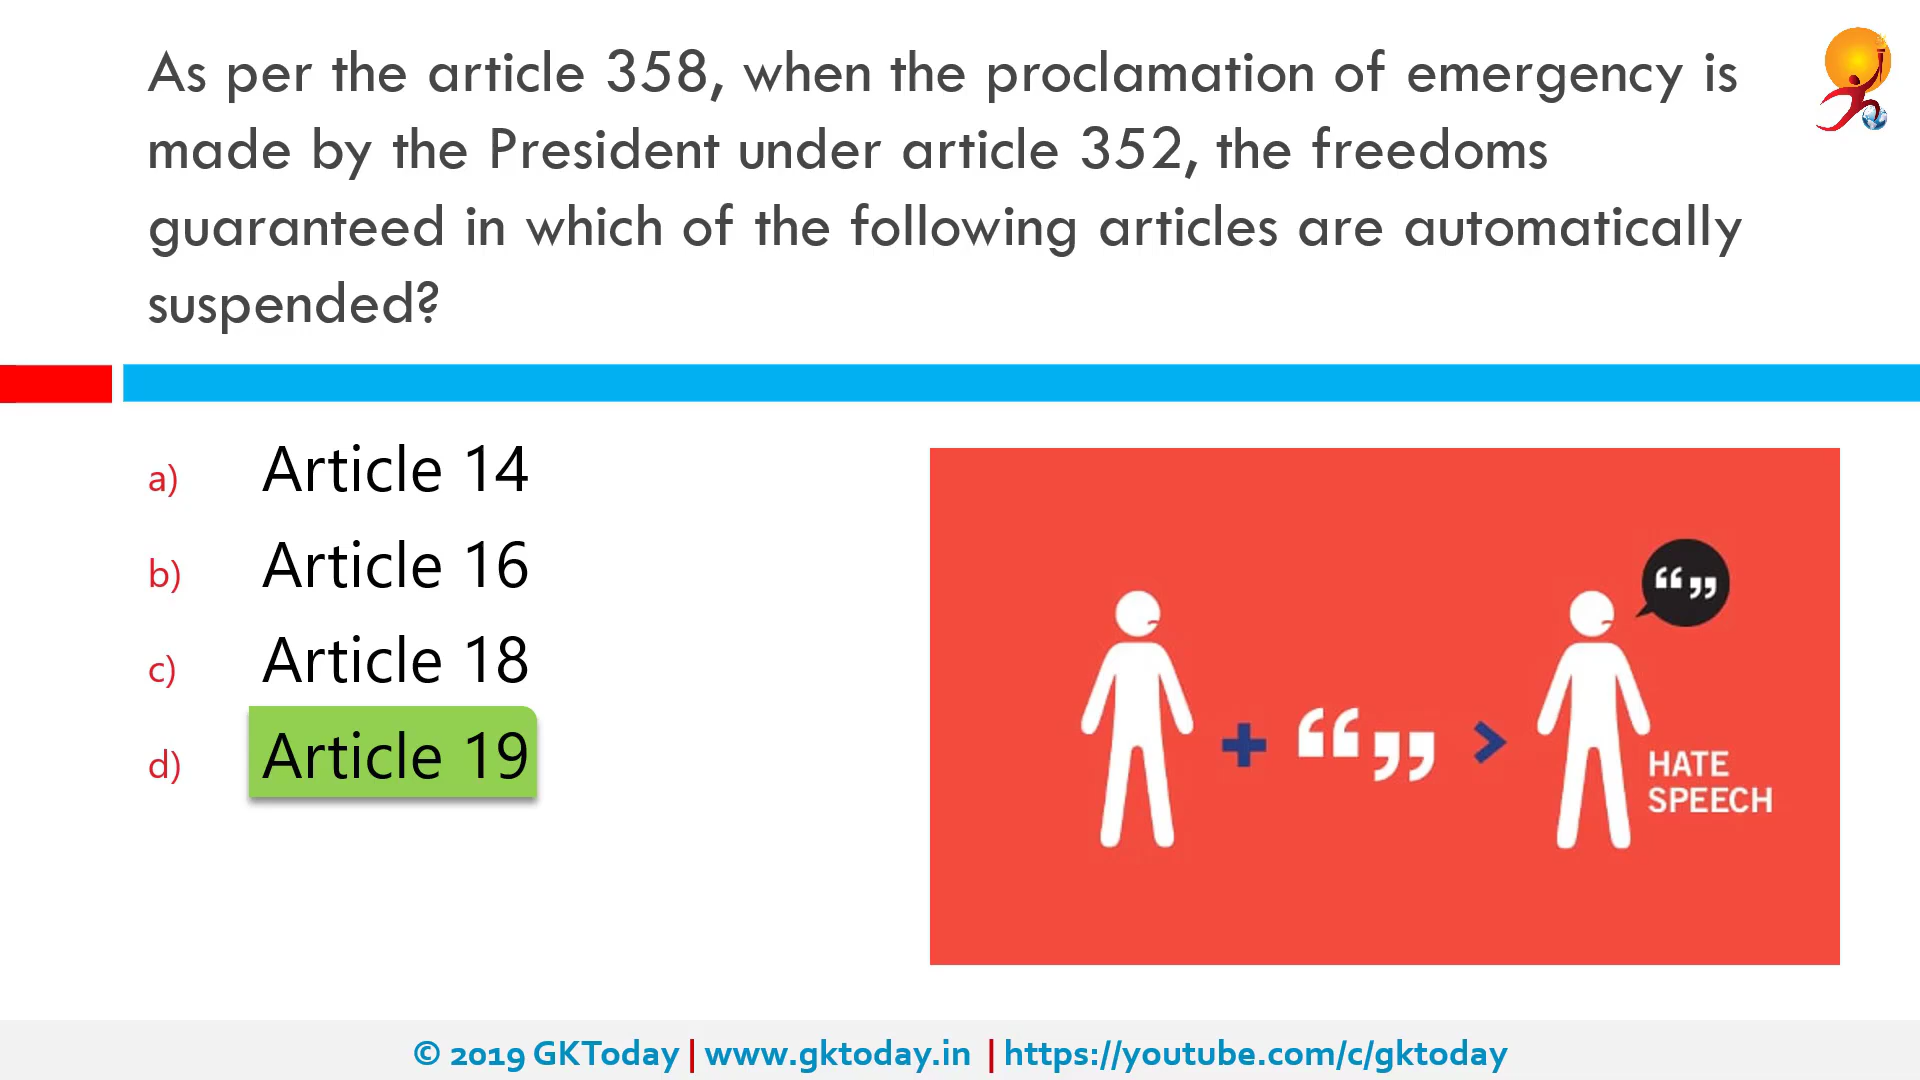 As per the article 358, when the proclamation of emergency is
made by the President under article 352, the freedoms
guaranteed in which of the following articles are automatically
suspended?
a) Article 14
b) Article 16
c) Article 18
d) Article 19
“ ”
+ “ ” >
HATE
SPEECH
© 2019 GKToday | www.gktoday.in | https://youtube.com/c/gktoday